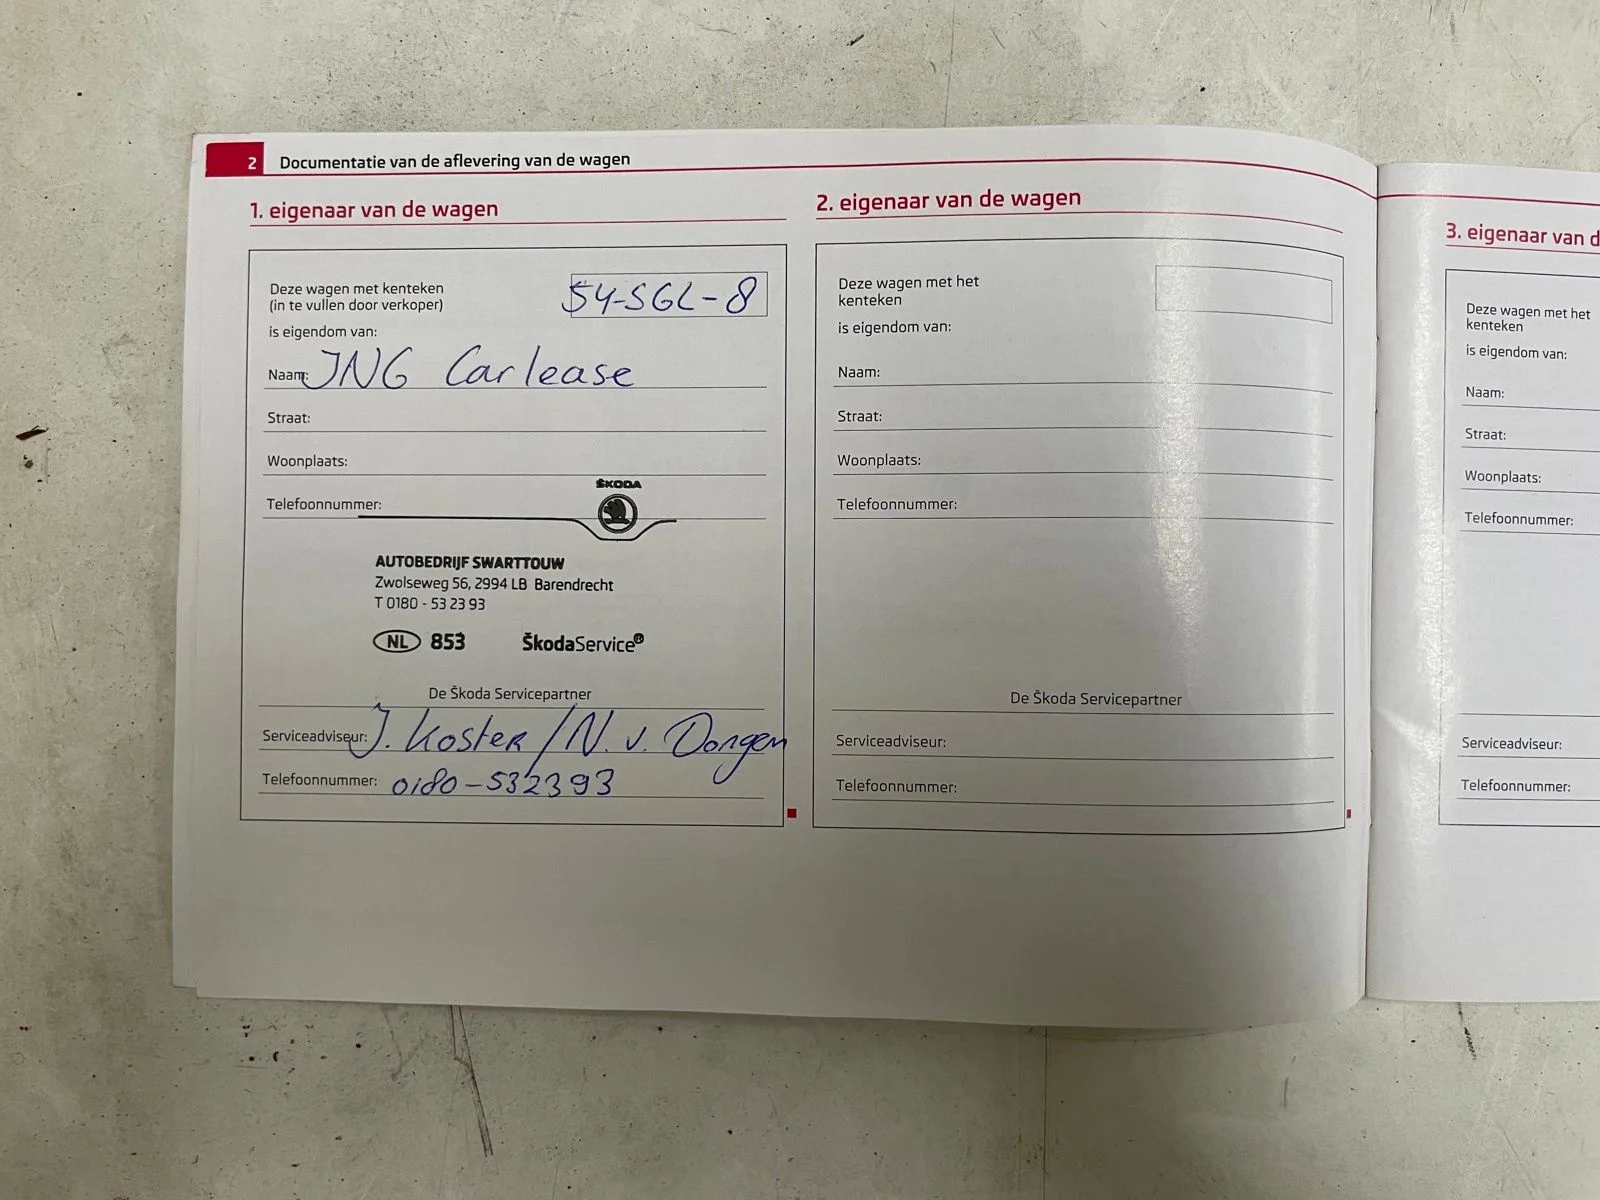 2 Documentatie van de aflevering van de wagen
1. eigenaar van de wagen
Deze wagen met kenteken
(in te vullen door verkoper)
54-SGL-8
is eigendom van:
Naam: JNG Car lease
Straat:
Woonplaats:
Telefoonnummer:
ŠKODA
AUTOBEDRIJF SWARTTOUW
Zwolseweg 56, 2994 LB Barendrecht
T 0180 - 53 23 93
NL 853 ŠkodaService®
De Škoda Servicepartner
Serviceadviseur: J. Koster / N. v. Dongen
Telefoonnummer: 0180-532393
2. eigenaar van de wagen
Deze wagen met het
kenteken
is eigendom van:
Naam:
Straat:
Woonplaats:
Telefoonnummer:
De Škoda Servicepartner
Serviceadviseur:
Telefoonnummer:
3. eigenaar van d
Deze wagen met het
kenteken
is eigendom van:
Naam:
Straat:
Woonplaats:
Telefoonnummer:
Serviceadviseur:
Telefoonnummer: